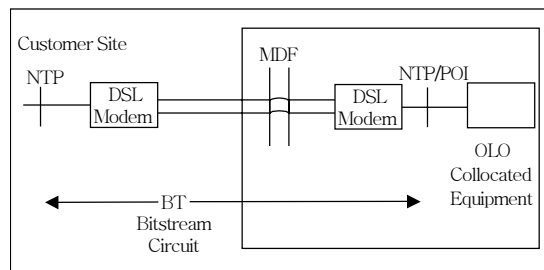 Customer Site
MDF
NTP
NTP/POI
DSL
Modem
DSL
Modem
OLO
Collocated
Equipment
BT
Bitstream
Circuit